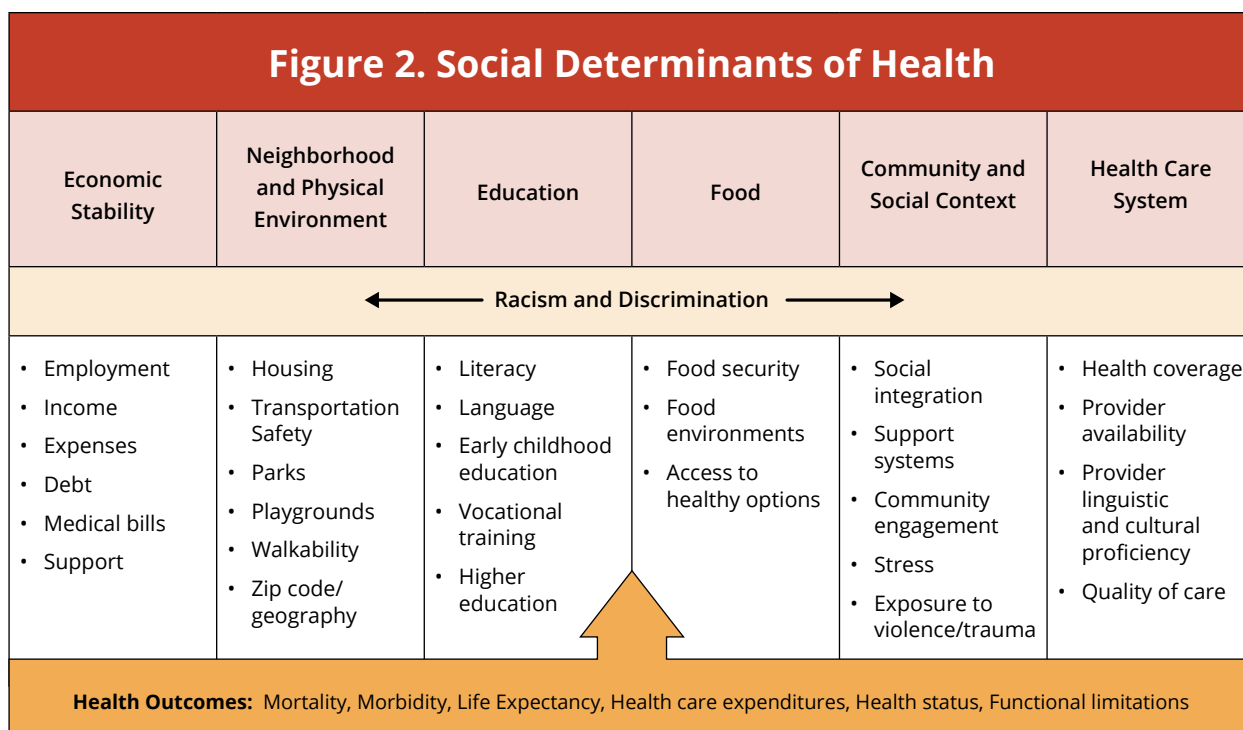 Figure 2. Social Determinants of Health
Economic
Stability
Neighborhood
and Physical
Environment
Education
Food
Community and
Social Context
Health Care
System
Racism and Discrimination
• Employment
• Income
• Expenses
• Debt
• Medical bills
• Support
• Housing
• Transportation
Safety
• Parks
• Playgrounds
• Walkability
• Zip code/
geography
• Literacy
• Language
• Early childhood
education
• Vocational
training
• Higher
education
• Food security
• Food
environments
• Access to
healthy options
• Social
integration
• Support
systems
• Community
engagement
• Stress
• Exposure to
violence/trauma
• Health coverage
• Provider
availability
• Provider
linguistic
and cultural
proficiency
• Quality of care
Health Outcomes: Mortality, Morbidity, Life Expectancy, Health care expenditures, Health status, Functional limitations